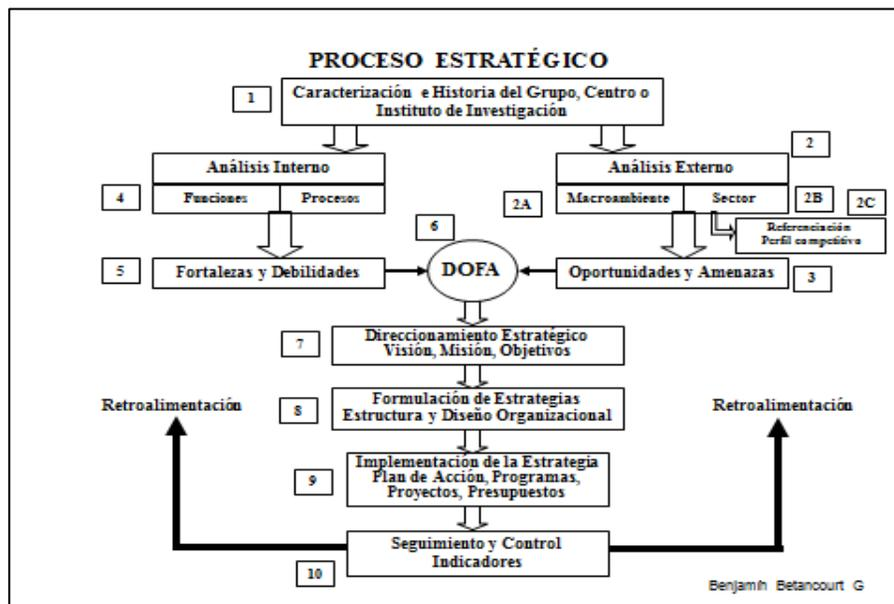 PROCESO ESTRATÉGICO
1
Caracterización e Historia del Grupo, Centro o
Instituto de Investigación
2
Análisis Interno
Análisis Externo
4
Funciones
Procesos
2A
Macroambiente
Sector
2B
2C
Referenciación
Perfil competitivo
6
5
Fortalezas y Debilidades
DOFA
Oportunidades y Amenazas
3
7
Direccionamiento Estratégico
Visión, Misión, Objetivos
Retroalimentación
8
Formulación de Estrategias
Estructura y Diseño Organizacional
Retroalimentación
9
Implementación de la Estrategia
Plan de Acción, Programas,
Proyectos, Presupuestos
10
Seguimiento y Control
Indicadores
Benjamín Betancourt G